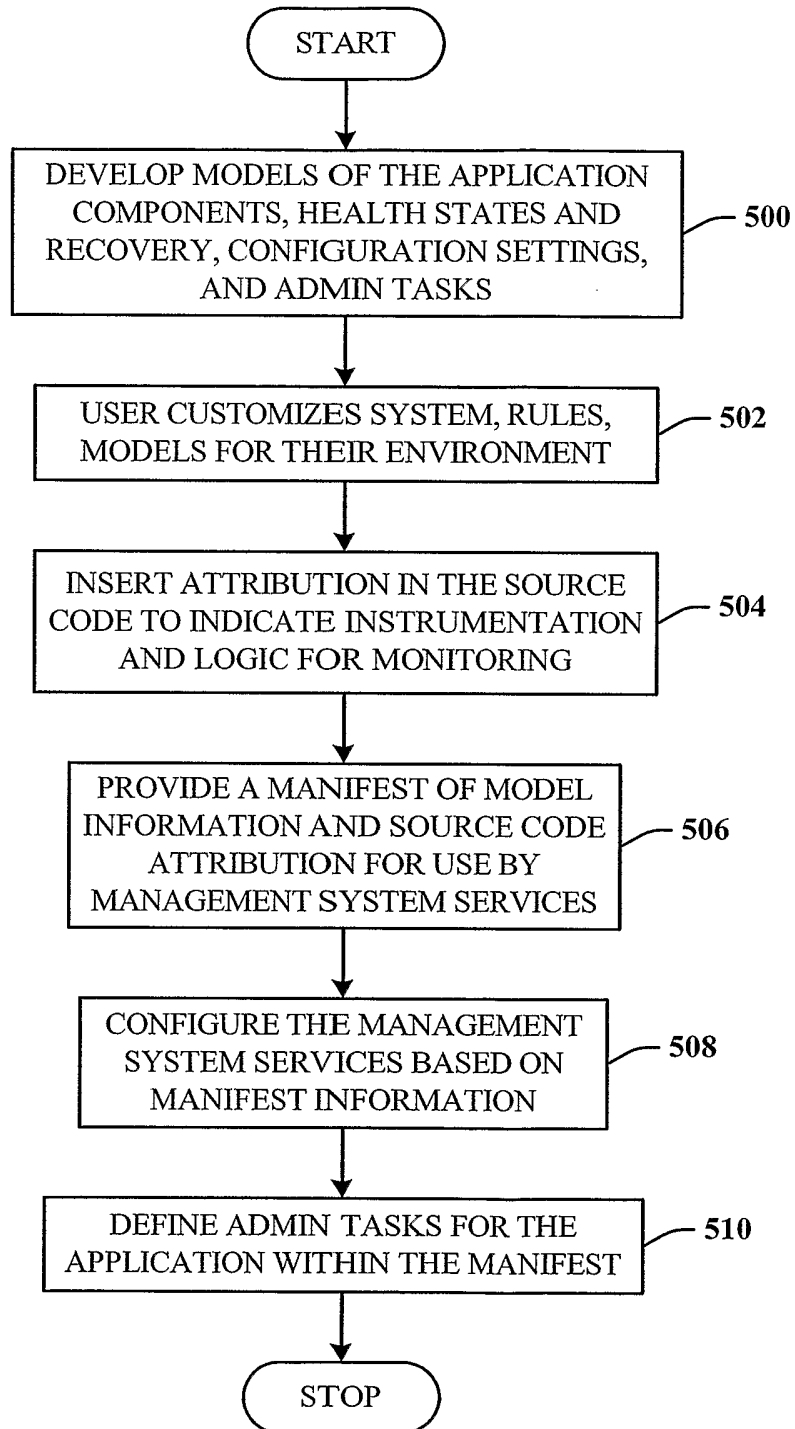 START
DEVELOP MODELS OF THE APPLICATION
COMPONENTS, HEALTH STATES AND
RECOVERY, CONFIGURATION SETTINGS,
AND ADMIN TASKS
500
USER CUSTOMIZES SYSTEM, RULES,
MODELS FOR THEIR ENVIRONMENT
502
INSERT ATTRIBUTION IN THE SOURCE
CODE TO INDICATE INSTRUMENTATION
AND LOGIC FOR MONITORING
504
PROVIDE A MANIFEST OF MODEL
INFORMATION AND SOURCE CODE
ATTRIBUTION FOR USE BY
MANAGEMENT SYSTEM SERVICES
506
CONFIGURE THE MANAGEMENT
SYSTEM SERVICES BASED ON
MANIFEST INFORMATION
508
DEFINE ADMIN TASKS FOR THE
APPLICATION WITHIN THE MANIFEST
510
STOP